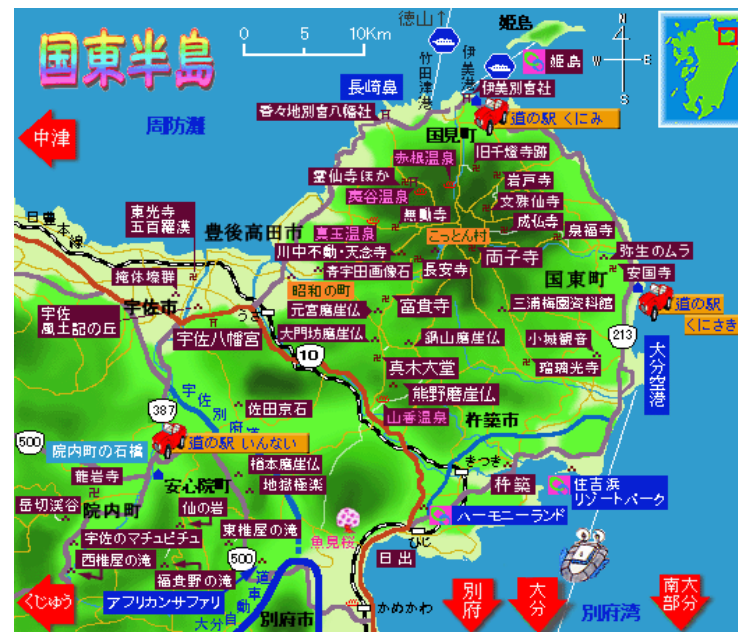 国東半島
0 5 10Km
徳山↑
姫島
竹田津港
伊美港
姫島
N
W E
S
中津
周防灘
長崎鼻
伊美別宮社
香々地別宮八幡社
道の駅 くにみ
国見町
赤根温泉
旧千燈寺跡
霊仙寺ほか
岩戸寺
夷谷温泉
文殊仙寺
無動寺
成仏寺
日豊本線
東光寺
五百羅漢
豊後高田市
真玉温泉
こっとん村
泉福寺
川中不動・天念寺
両子寺
弥生のムラ
掩体壕群
青宇田画像石
長安寺
国東町
安国寺
昭和の町
宇佐
風土記の丘
宇佐市
うさ
元宮磨崖仏
富貴寺
三浦梅園資料館
道の駅
くにさき
宇佐八幡宮
大門坊磨崖仏
鍋山磨崖仏
小城観音
213
10
真木大堂
瑠璃光寺
大分空港
熊野磨崖仏
387
佐田京石
山香温泉
杵築市
宇佐別府道
500
道の駅 いんない
院内町の石橋
楢本磨崖仏
きつき
龍岩寺
安心院町
地獄極楽
杵築
住吉浜
リゾートパーク
岳切渓谷
院内町
仙の岩
ハーモニーランド
宇佐のマチュピチュ
東椎屋の滝
魚見桜
ひじ
日出
西椎屋の滝
500
福貴野の滝
くじゅう
アフリカンサファリ
大分自動車道
別府市
かめかわ
別府
大分
別府湾
南大
部分